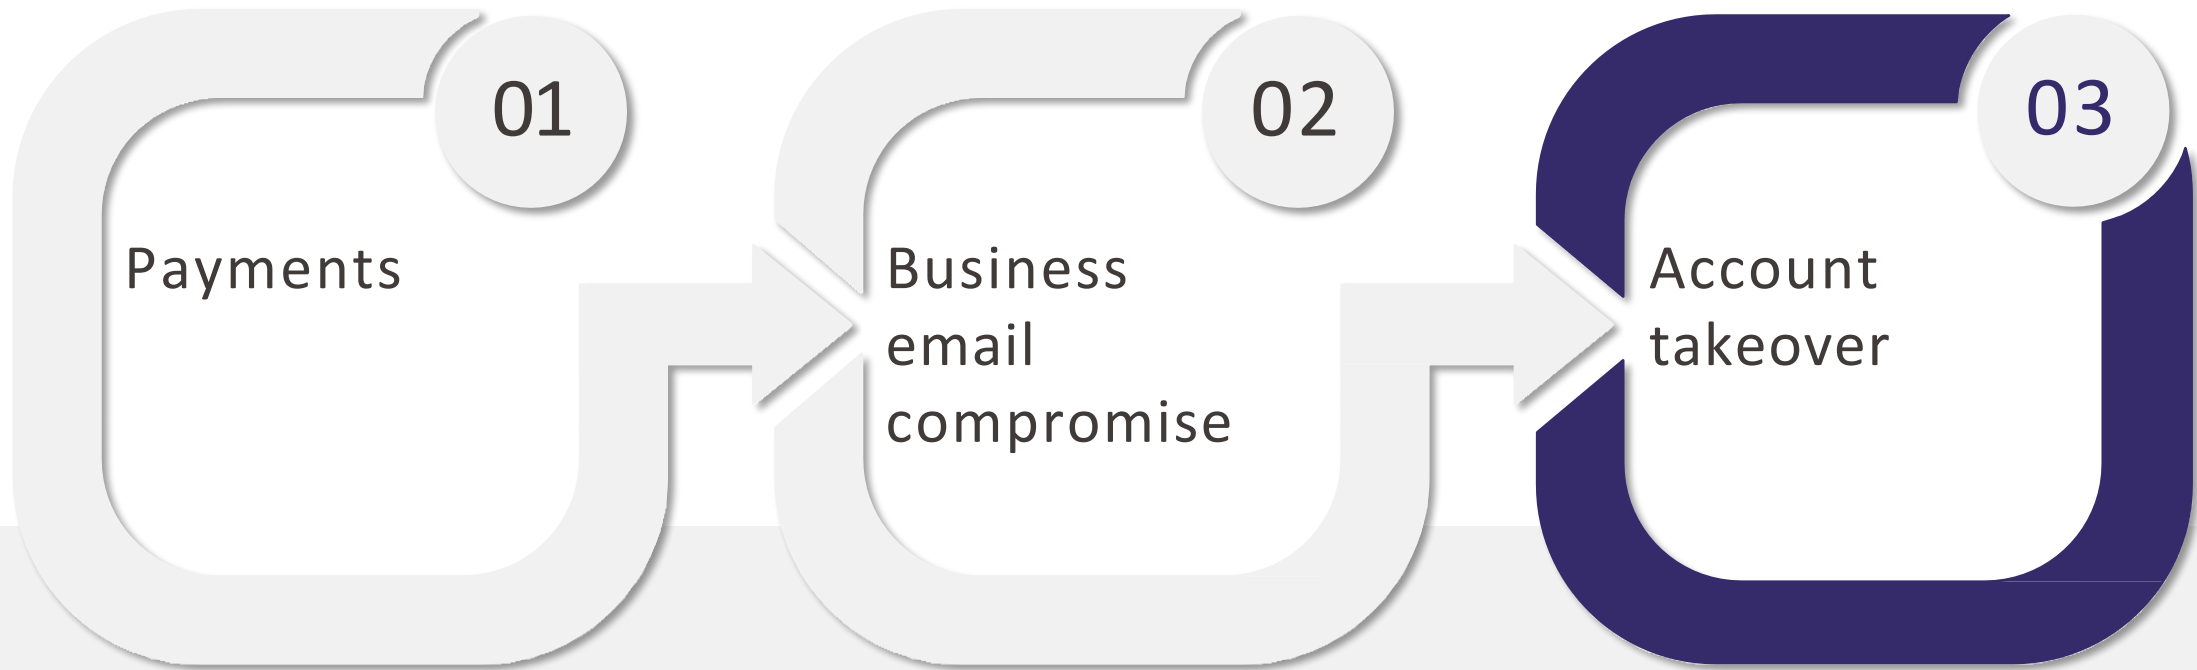 01
Payments
02
Business
email
compromise
03
Account
takeover